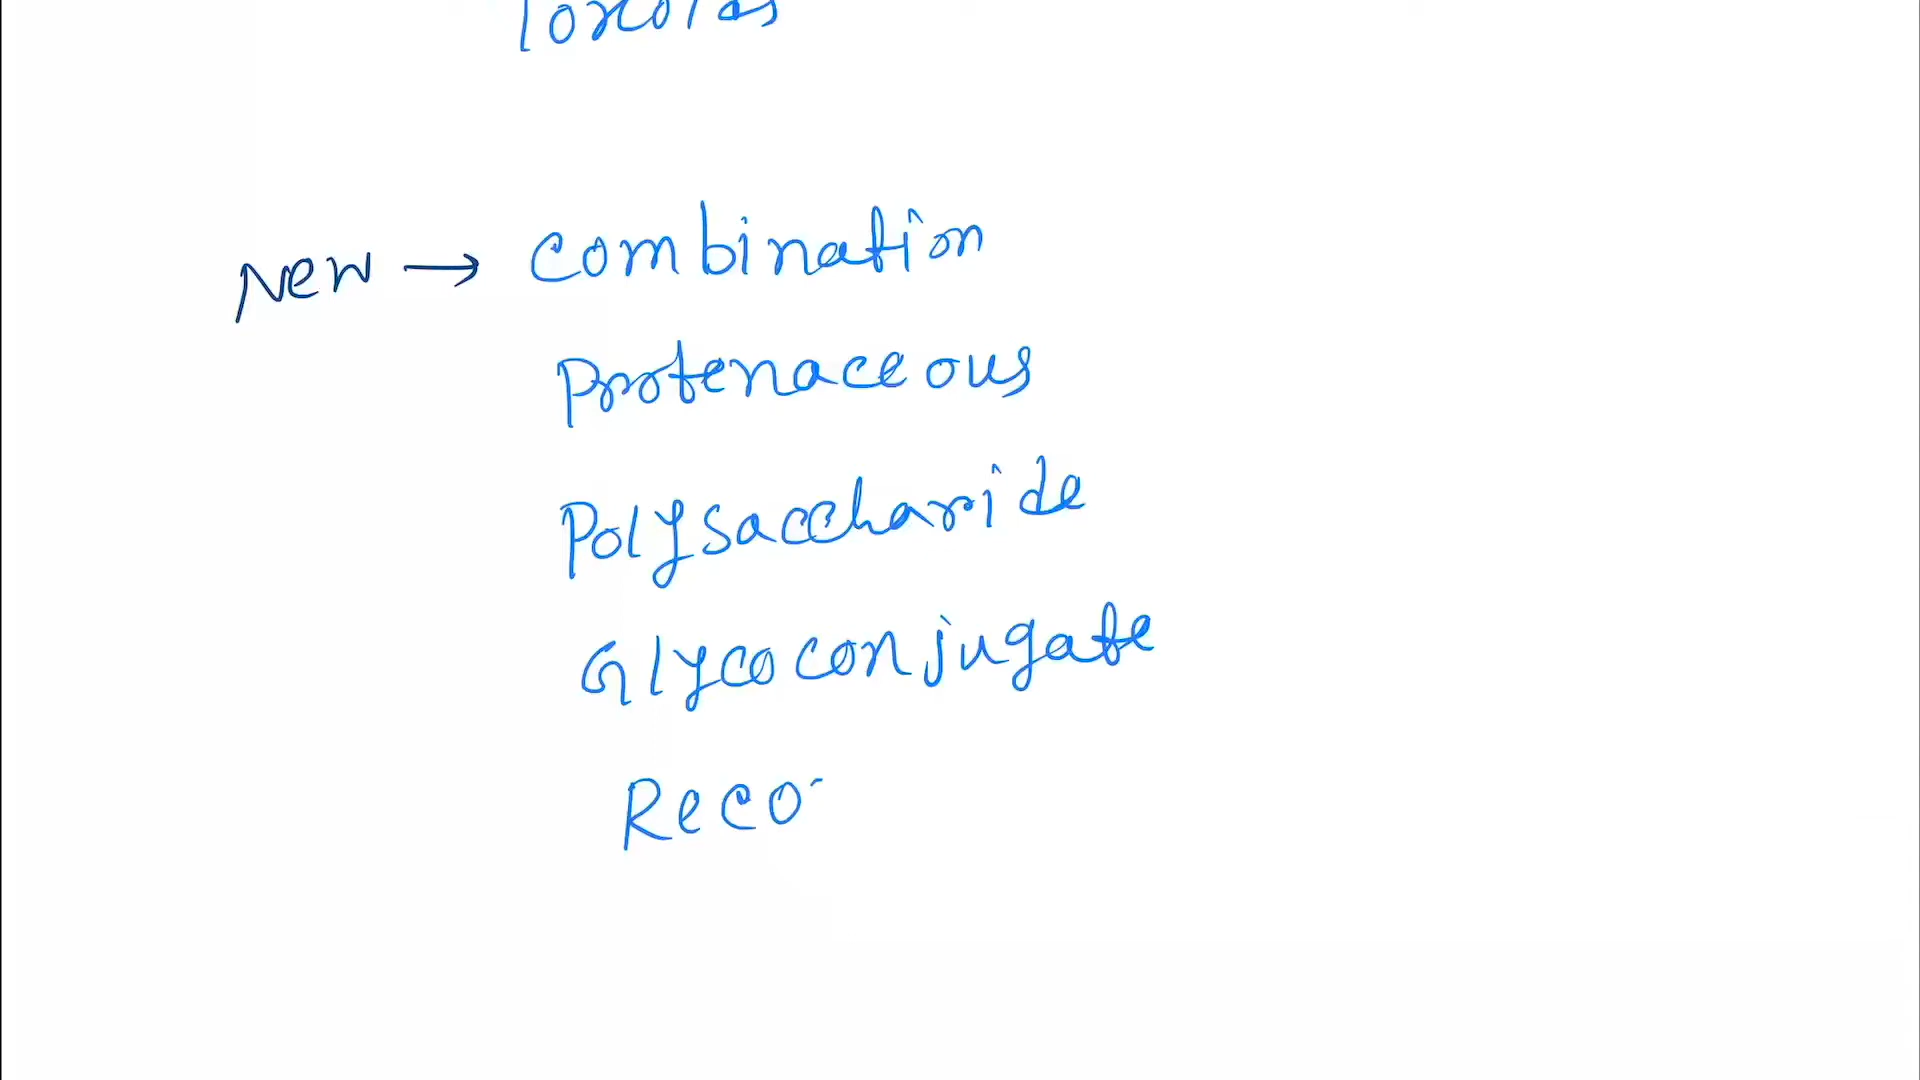 New → Combination
Protenaceous
Polysaccharide
Glycoconjugate
Reco